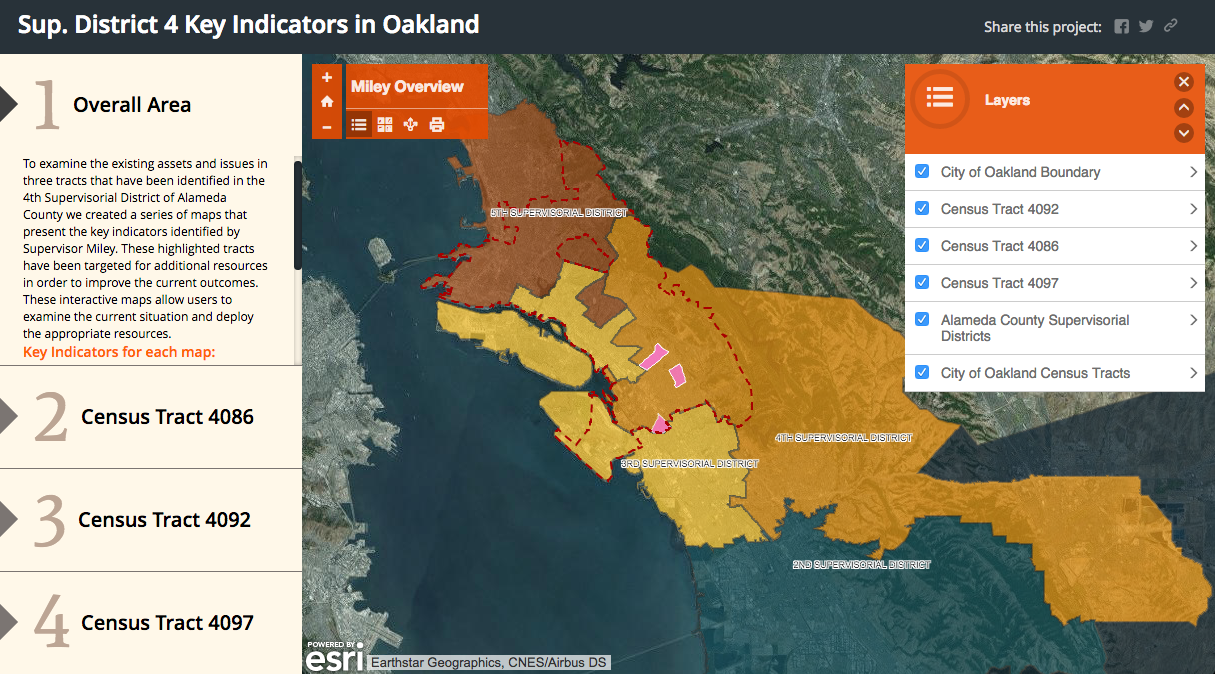 Sup. District 4 Key Indicators in Oakland
Share this project:
1
Overall Area
To examine the existing assets and issues in
three tracts that have been identified in the
4th Supervisorial District of Alameda
County we created a series of maps that
present the key indicators identified by
Supervisor Miley. These highlighted tracts
have been targeted for additional resources
in order to improve the current outcomes.
These interactive maps allow users to
examine the current situation and deploy
the appropriate resources.
Key Indicators for each map:
2
Census Tract 4086
3
Census Tract 4092
4
Census Tract 4097
+
−
Miley Overview
5TH SUPERVISORIAL DISTRICT
4TH SUPERVISORIAL DISTRICT
3RD SUPERVISORIAL DISTRICT
2ND SUPERVISORIAL DISTRICT
Layers
City of Oakland Boundary
Census Tract 4092
Census Tract 4086
Census Tract 4097
Alameda County Supervisorial
Districts
City of Oakland Census Tracts
POWERED BY
esri
Earthstar Geographics, CNES/Airbus DS